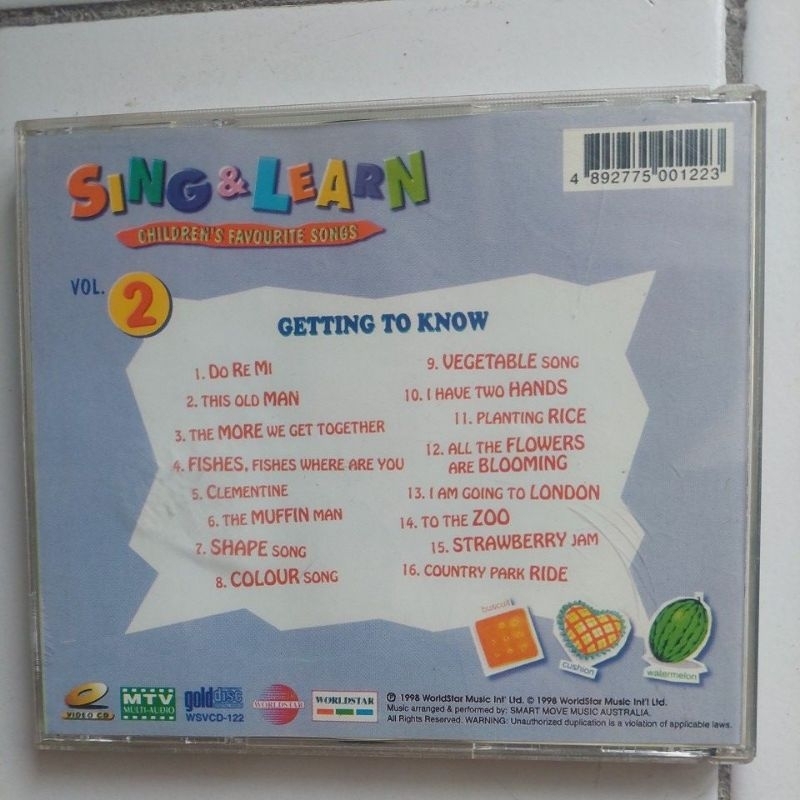 SING & LEARN
CHILDREN'S FAVOURITE SONGS
4 892775 001223
VOL. 2
GETTING TO KNOW
1. DO RE MI
2. THIS OLD MAN
3. THE MORE WE GET TOGETHER
4. FISHES, FISHES WHERE ARE YOU
5. CLEMENTINE
6. THE MUFFIN MAN
7. SHAPE SONG
8. COLOUR SONG
9. VEGETABLE SONG
10. I HAVE TWO HANDS
11. PLANTING RICE
12. ALL THE FLOWERS
ARE BLOOMING
13. I AM GOING TO LONDON
14. TO THE ZOO
15. STRAWBERRY JAM
16. COUNTRY PARK RIDE
buscuit
cushion
watermelon
VIDEO CD
MTV
MULTI-AUDIO
gold disc
WSVCD-122
WORLDSTAR
WORLDSTAR
℗ 1998 WorldStar Music Int' Ltd. © 1998 WorldStar Music Int'l Ltd.
Music arranged & performed by: SMART MOVE MUSIC AUSTRALIA.
All Rights Reserved. WARNING: Unauthorized duplication is a violation of applicable laws.